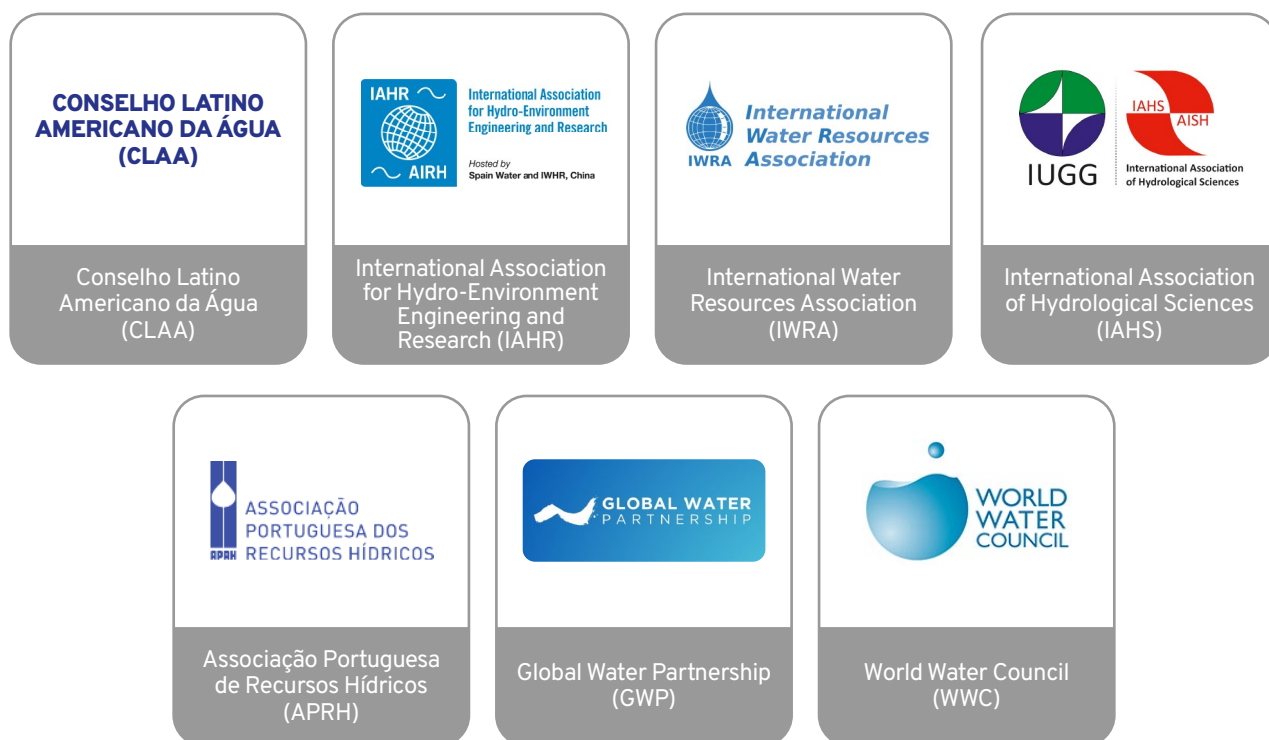 CONSELHO LATINO
AMERICANO DA ÁGUA
(CLAA)
Conselho Latino
Americano da Água
(CLAA)
IAHR
AIRH
International Association
for Hydro-Environment
Engineering and Research
Hosted by
Spain Water and IWHR, China
International Association
for Hydro-Environment
Engineering and
Research (IAHR)
IWRA
International
Water Resources
Association
International Water
Resources Association
(IWRA)
IUGG
IAHS
AISH
International Association
of Hydrological Sciences
International Association
of Hydrological Sciences
(IAHS)
APRH
ASSOCIAÇÃO
PORTUGUESA DOS
RECURSOS HÍDRICOS
Associação Portuguesa
de Recursos Hídricos
(APRH)
GLOBAL WATER
PARTNERSHIP
Global Water Partnership
(GWP)
WORLD
WATER
COUNCIL
World Water Council
(WWC)